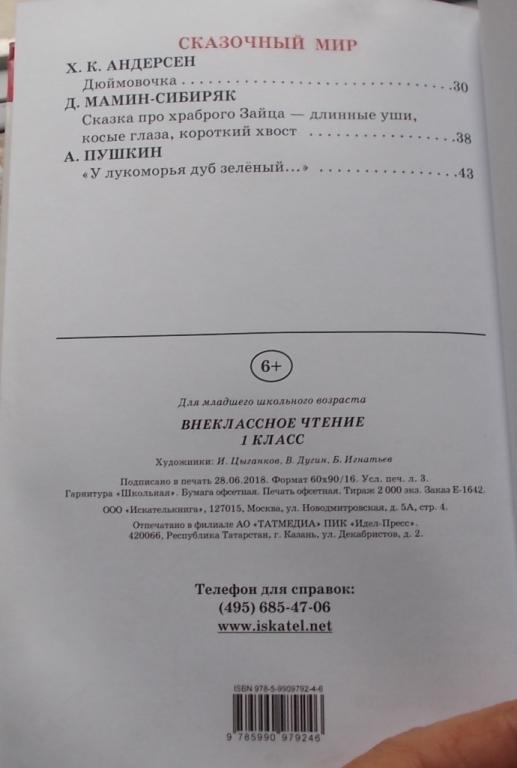 СКАЗОЧНЫЙ МИР
Х. К. АНДЕРСЕН
Дюймовочка . . . . . . . . . . . . . . . . . . . . . . . . . . . . . . . . . .30
Д. МАМИН-СИБИРЯК
Сказка про храброго Зайца — длинные уши,
косые глаза, короткий хвост . . . . . . . . . . . . . . . . . . 38
А. ПУШКИН
«У лукоморья дуб зелёный...» . . . . . . . . . . . . . . . . . 43
6+
Для младшего школьного возраста
ВНЕКЛАССНОЕ ЧТЕНИЕ
1 КЛАСС
Художники: И. Цыганков, В. Дугин, Б. Игнатьев
Подписано в печать 28.06.2018. Формат 60х90/16. Усл. печ. л. 3.
Гарнитура «Школьная». Бумага офсетная. Печать офсетная. Тираж 2 000 экз. Заказ Е-1642.
ООО «Искателькнига», 127015, Москва, ул. Новодмитровская, д. 5А, стр. 4.
Отпечатано в филиале АО «ТАТМЕДИА» ПИК «Идел-Пресс».
420066, Республика Татарстан, г. Казань, ул. Декабристов, д. 2.
Телефон для справок:
(495) 685-47-06
www.iskatel.net
ISBN 978-5-9909792-4-6
9 785990 979246